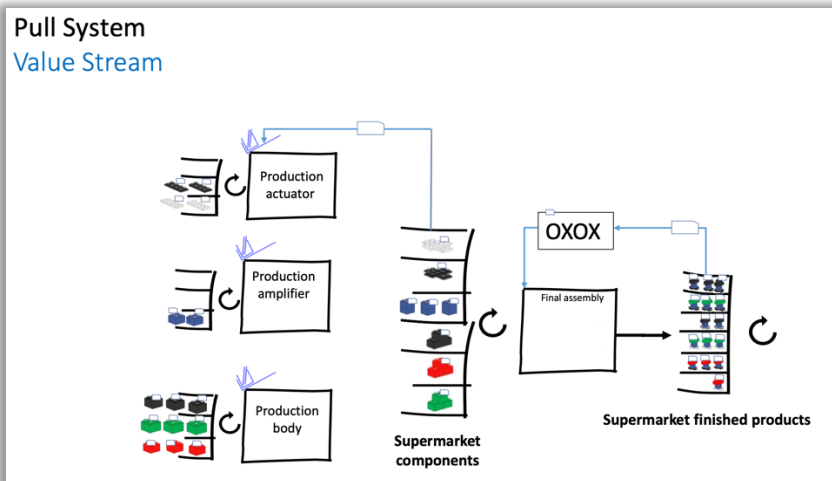 Pull System
Value Stream
Production
actuator
Production
amplifier
Production
body
Supermarket
components
OXOX
Final assembly
Supermarket finished products